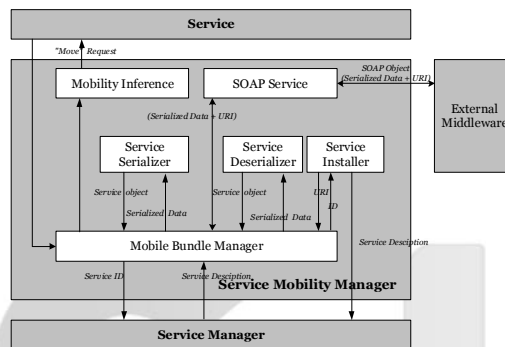 Service
"Move" Request
SOAP Object
(Serialized Data + URI)
Mobility Inference
SOAP Service
External
Middleware
(Serialized Data + URI)
Service
Serializer
Service
Deserializer
Service
Installer
Service object
Service object
URI
ID
Serialized Data
Serialized Data
Mobile Bundle Manager
Service Desciption
Service ID
Service Desciption
Service Mobility Manager
Service Manager